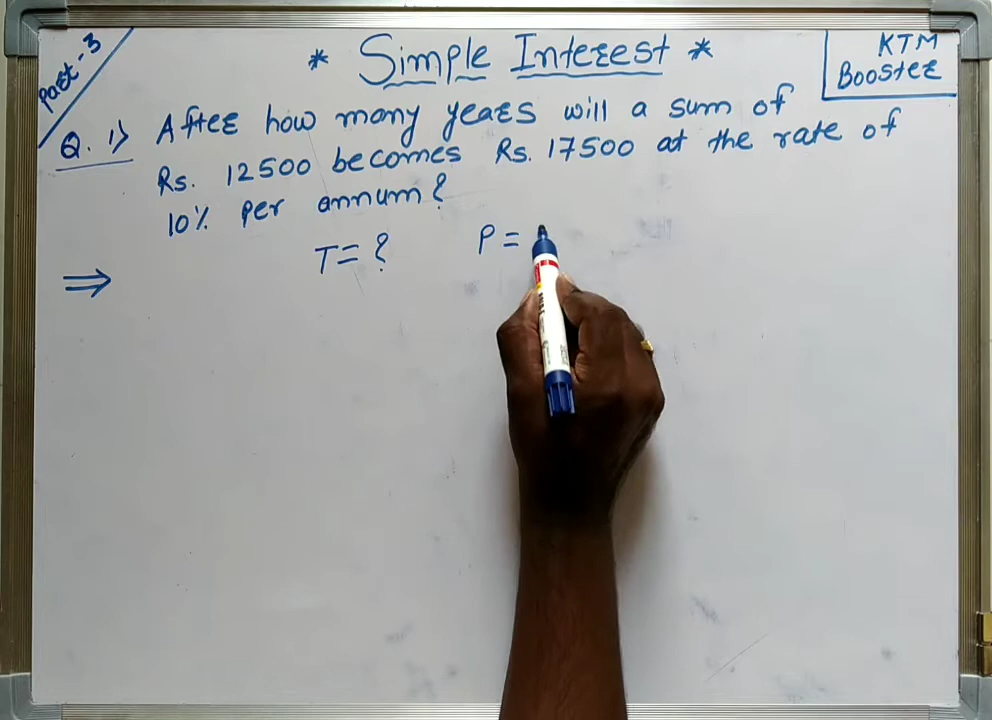 Part-3
* Simple Interest *
KTM
Booster
Q. 1) After how many years will a sum of
Rs. 12500 becomes Rs. 17500 at the rate of
10% per annum?
⇒ T = ? P =